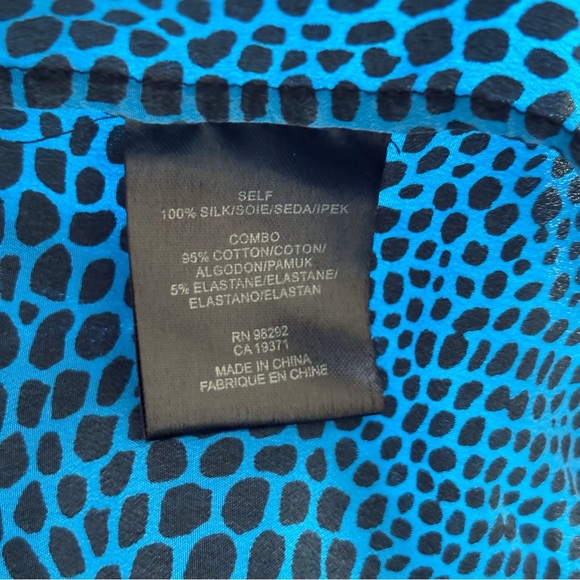 SELF
100% SILK/SOIE/SEDA/IPEK
COMBO
95% COTTON/COTON/
ALGODON/PAMUK
5% ELASTANE/ELASTANE/
ELASTANO/ELASTAN
RN 98292
CA 19371
MADE IN CHINA
FABRIQUE EN CHINE